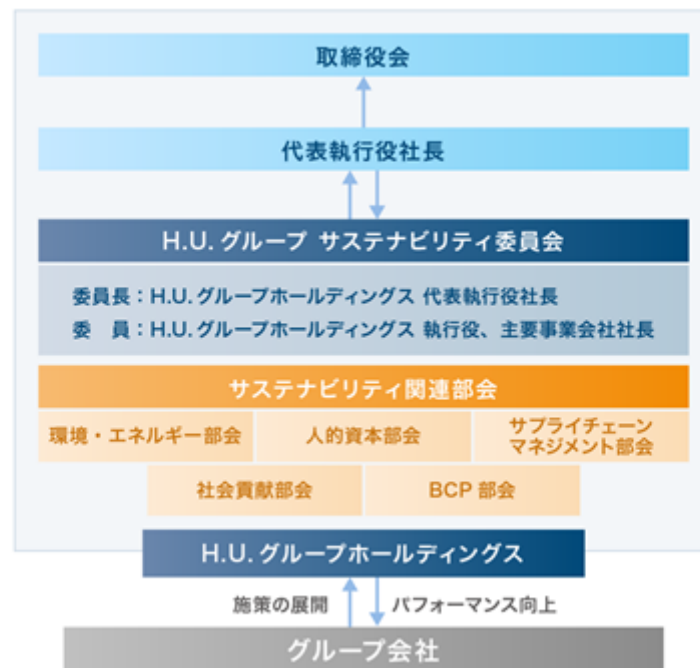 取締役会
代表執行役社長
H.U. グループ サステナビリティ委員会
委員長：H.U. グループホールディングス 代表執行役社長
委　員：H.U. グループホールディングス 執行役、主要事業会社社長
サステナビリティ関連部会
環境・エネルギー部会
人的資本部会
サプライチェーン
マネジメント部会
社会貢献部会
BCP 部会
H.U. グループホールディングス
施策の展開
パフォーマンス向上
グループ会社